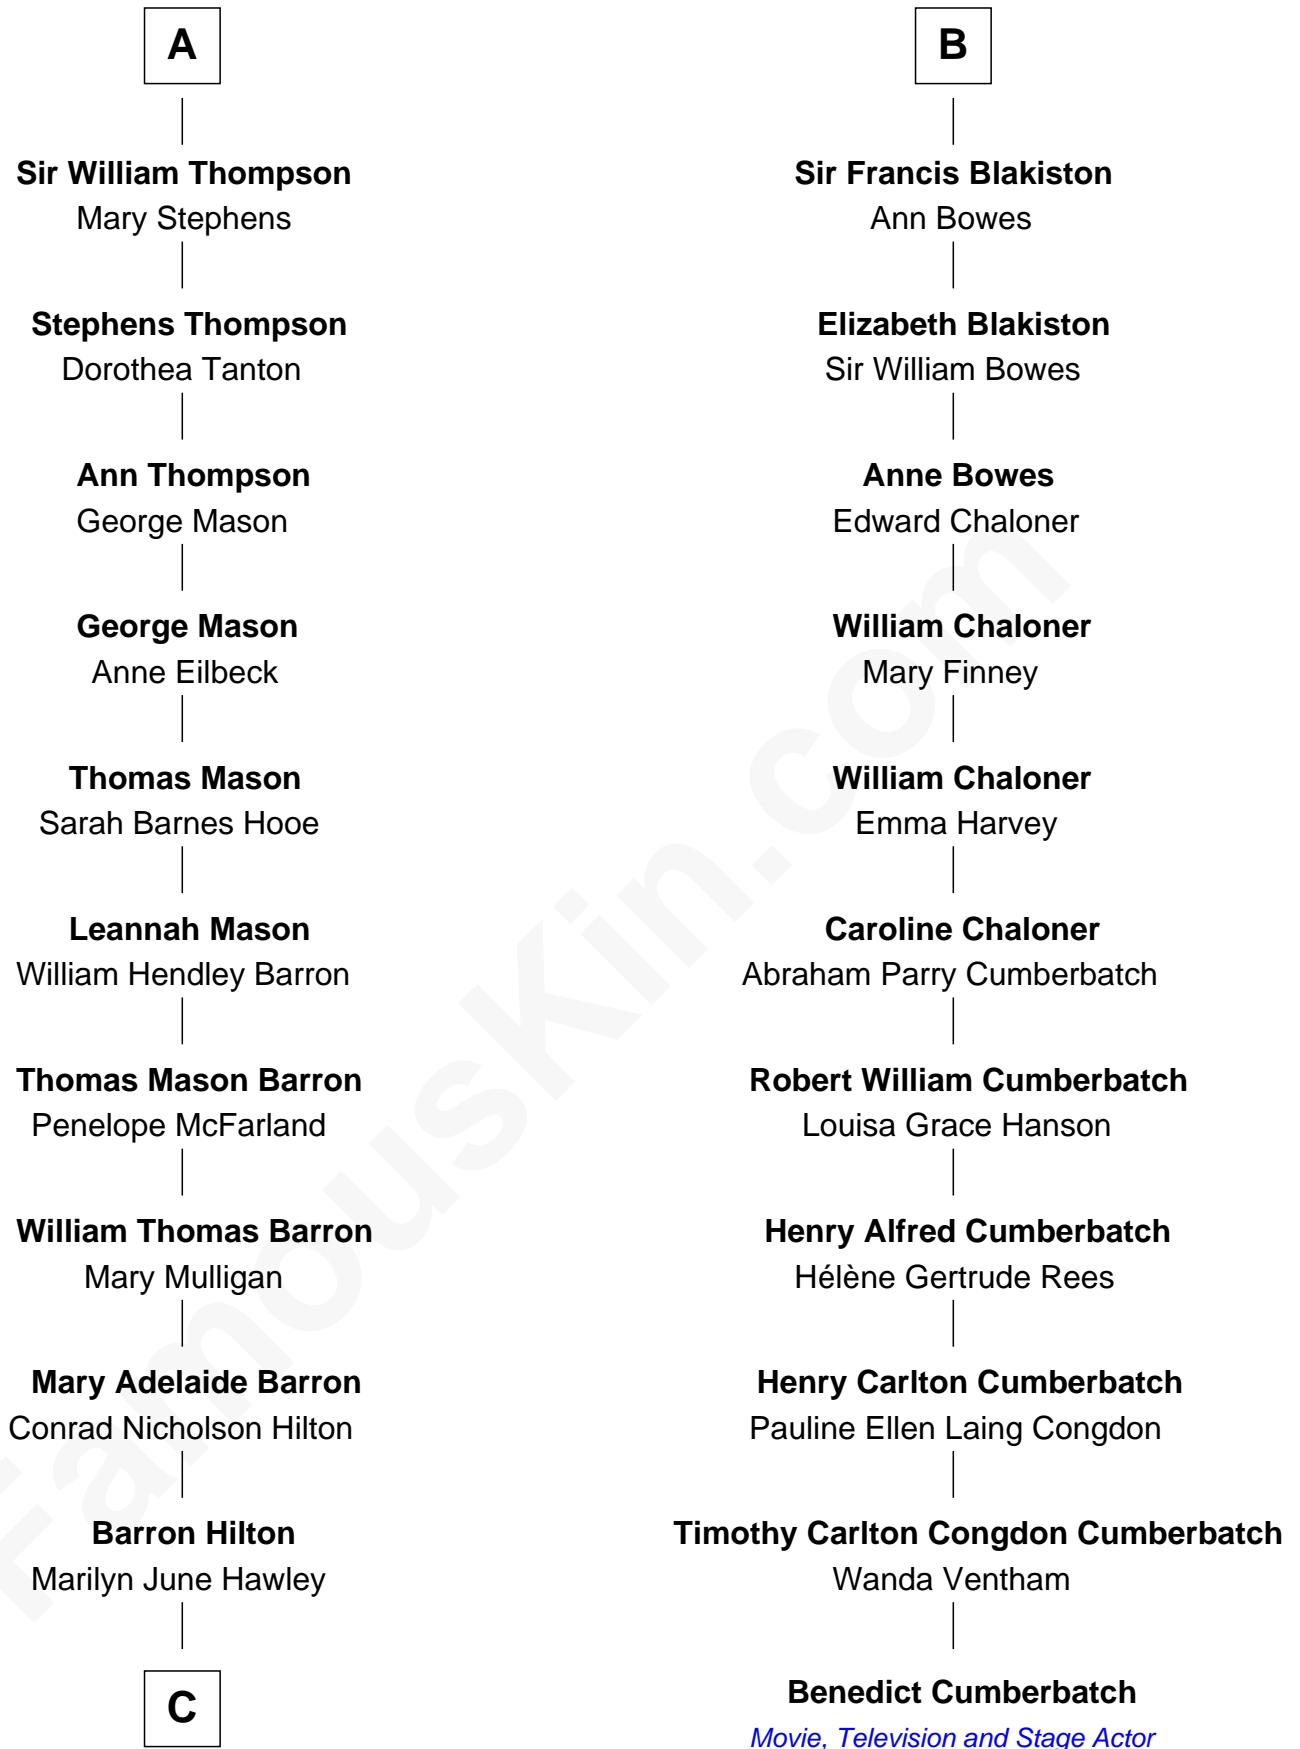 A
Sir William Thompson
Mary Stephens
Stephens Thompson
Dorothea Tanton
Ann Thompson
George Mason
George Mason
Anne Eilbeck
Thomas Mason
Sarah Barnes Hooe
Leannah Mason
William Hendley Barron
Thomas Mason Barron
Penelope McFarland
William Thomas Barron
Mary Mulligan
Mary Adelaide Barron
Conrad Nicholson Hilton
Barron Hilton
Marilyn June Hawley
C
B
Sir Francis Blakiston
Ann Bowes
Elizabeth Blakiston
Sir William Bowes
Anne Bowes
Edward Chaloner
William Chaloner
Mary Finney
William Chaloner
Emma Harvey
Caroline Chaloner
Abraham Parry Cumberbatch
Robert William Cumberbatch
Louisa Grace Hanson
Henry Alfred Cumberbatch
Hélène Gertrude Rees
Henry Carlton Cumberbatch
Pauline Ellen Laing Congdon
Timothy Carlton Congdon Cumberbatch
Wanda Ventham
Benedict Cumberbatch
Movie, Television and Stage Actor
FamousKin.com